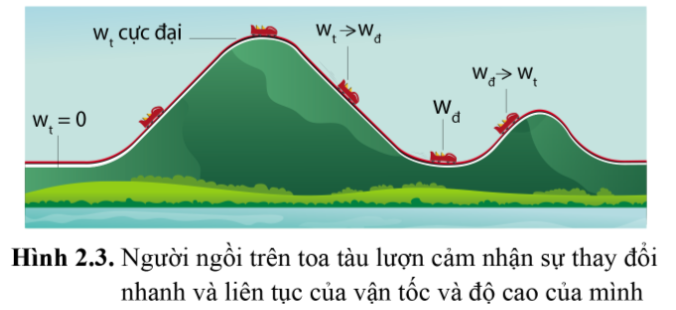 Wₜ cực đại
Wₜ→Wđ
Wđ→ Wₜ
Wđ
Wₜ = 0
Hình 2.3. Người ngồi trên toa tàu lượn cảm nhận sự thay đổi
nhanh và liên tục của vận tốc và độ cao của mình